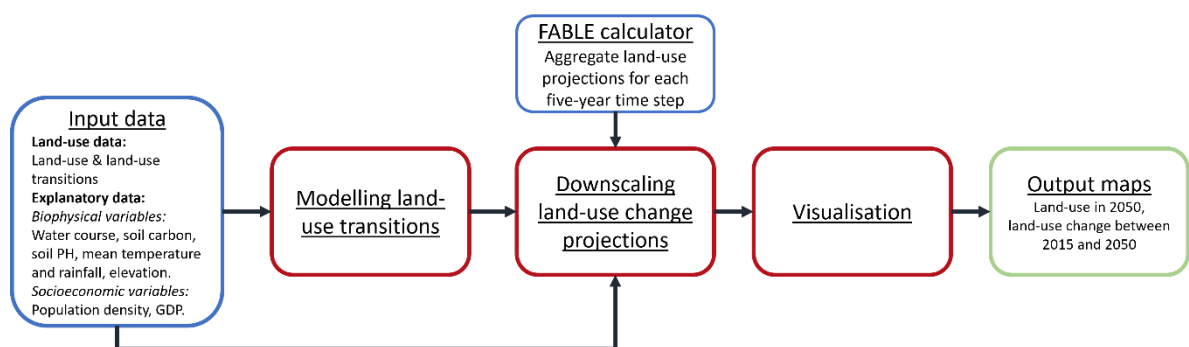 FABLE calculator
Aggregate land-use
projections for each
five-year time step
Input data
Land-use data:
Land-use & land-use
transitions
Explanatory data:
Biophysical variables:
Water course, soil carbon,
soil PH, mean temperature
and rainfall, elevation.
Socioeconomic variables:
Population density, GDP.
Modelling land-
use transitions
Downscaling
land-use change
projections
Visualisation
Output maps
Land-use in 2050,
land-use change between
2015 and 2050